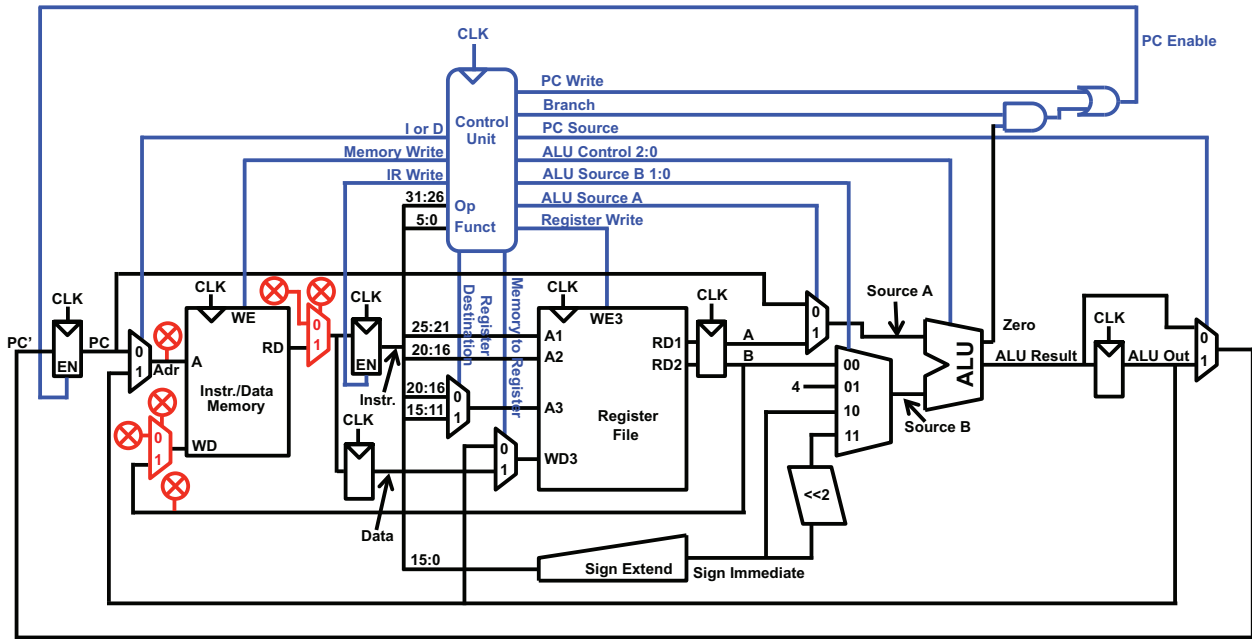 CLK
PC Enable
PC Write
Branch
Control
Unit
I or D
PC Source
Memory Write
ALU Control 2:0
IR Write
ALU Source B 1:0
31:26
Op
ALU Source A
5:0
Funct
Register Write
Register
Destination
Memory to Register
CLK
CLK
CLK
CLK
CLK
Source A
WE
WE3
0
1
Zero
CLK
PC'
PC
EN
0
1
Adr
A
RD
0
1
EN
Instr.
25:21
A1
20:16
A2
RD1
RD2
A
B
0
1
00
01
10
11
4
ALU
ALU Result
ALU Out
0
1
Instr./Data
Memory
20:16
15:11
0
1
A3
Register
File
Source B
0
1
WD
CLK
0
1
WD3
<<2
Data
15:0
Sign Extend
Sign Immediate